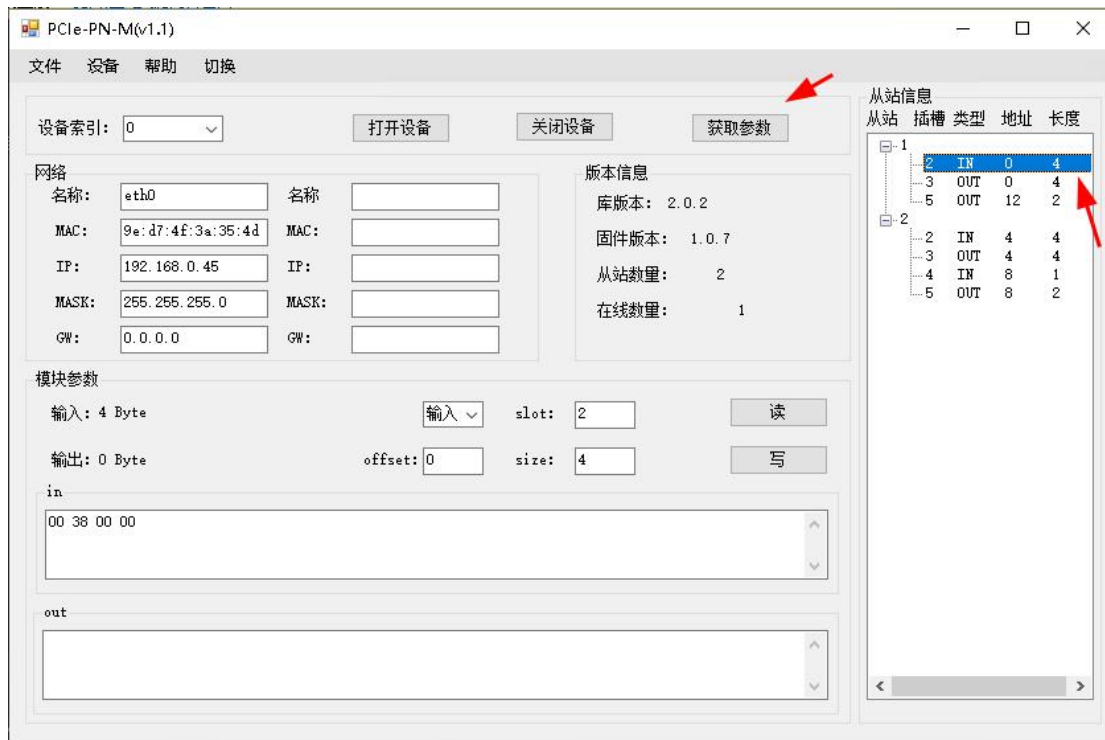 PCIe-PN-M(v1.1)
文件 设备 帮助 切换
设备索引: 0 打开设备 关闭设备 获取参数
网络
名称: eth0 名称
MAC: 9e:d7:4f:3a:35:4d MAC:
IP: 192.168.0.45 IP:
MASK: 255.255.255.0 MASK:
GW: 0.0.0.0 GW:
版本信息
库版本: 2.0.2
固件版本: 1.0.7
从站数量: 2
在线数量: 1
模块参数
输入: 4 Byte 输入 slot: 2 读
输出: 0 Byte offset: 0 size: 4 写
in
00 38 00 00
out
从站信息
从站 插槽 类型 地址 长度
1
2 IN 0 4
3 OUT 0 4
5 OUT 12 2
2
2 IN 4 4
3 OUT 4 4
4 IN 8 1
5 OUT 8 2